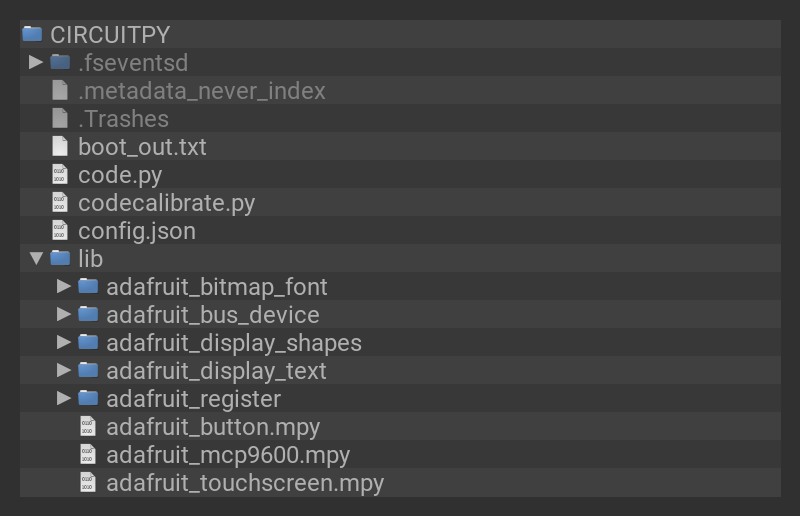 CIRCUITPY
.fseventsd
.metadata_never_index
.Trashes
boot_out.txt
code.py
codecalibrate.py
config.json
lib
adafruit_bitmap_font
adafruit_bus_device
adafruit_display_shapes
adafruit_display_text
adafruit_register
adafruit_button.mpy
adafruit_mcp9600.mpy
adafruit_touchscreen.mpy